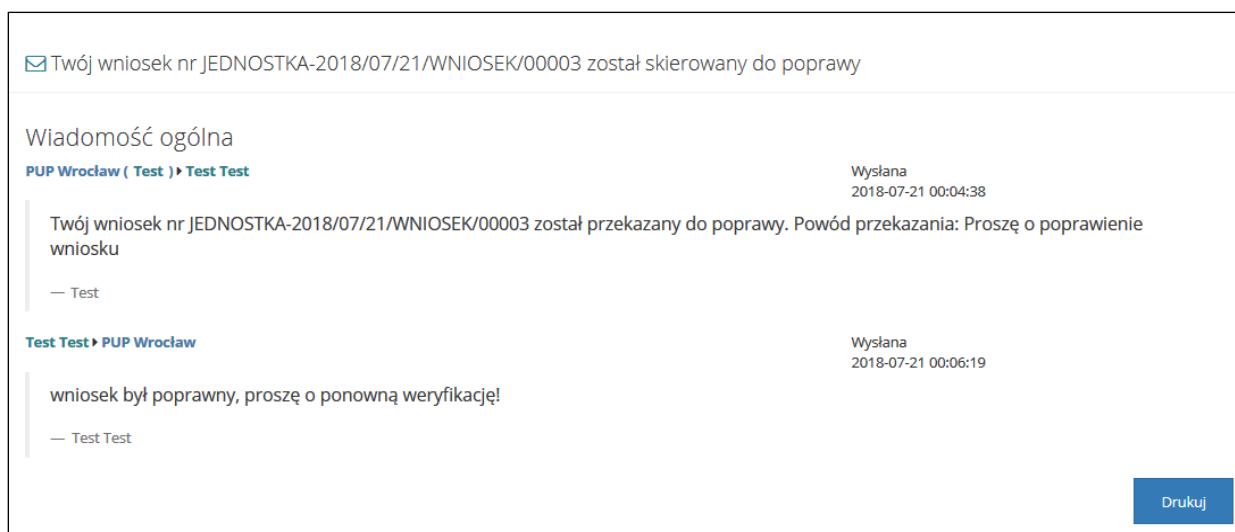 Twój wniosek nr JEDNOSTKA-2018/07/21/WNIOSEK/00003 został skierowany do poprawy
Wiadomość ogólna
PUP Wrocław ( Test ) Test Test
Wysłana
2018-07-21 00:04:38
Twój wniosek nr JEDNOSTKA-2018/07/21/WNIOSEK/00003 został przekazany do poprawy. Powód przekazania: Proszę o poprawienie
wniosku
— Test
Test Test PUP Wrocław
Wysłana
2018-07-21 00:06:19
wniosek był poprawny, proszę o ponowną weryfikację!
— Test Test
Drukuj